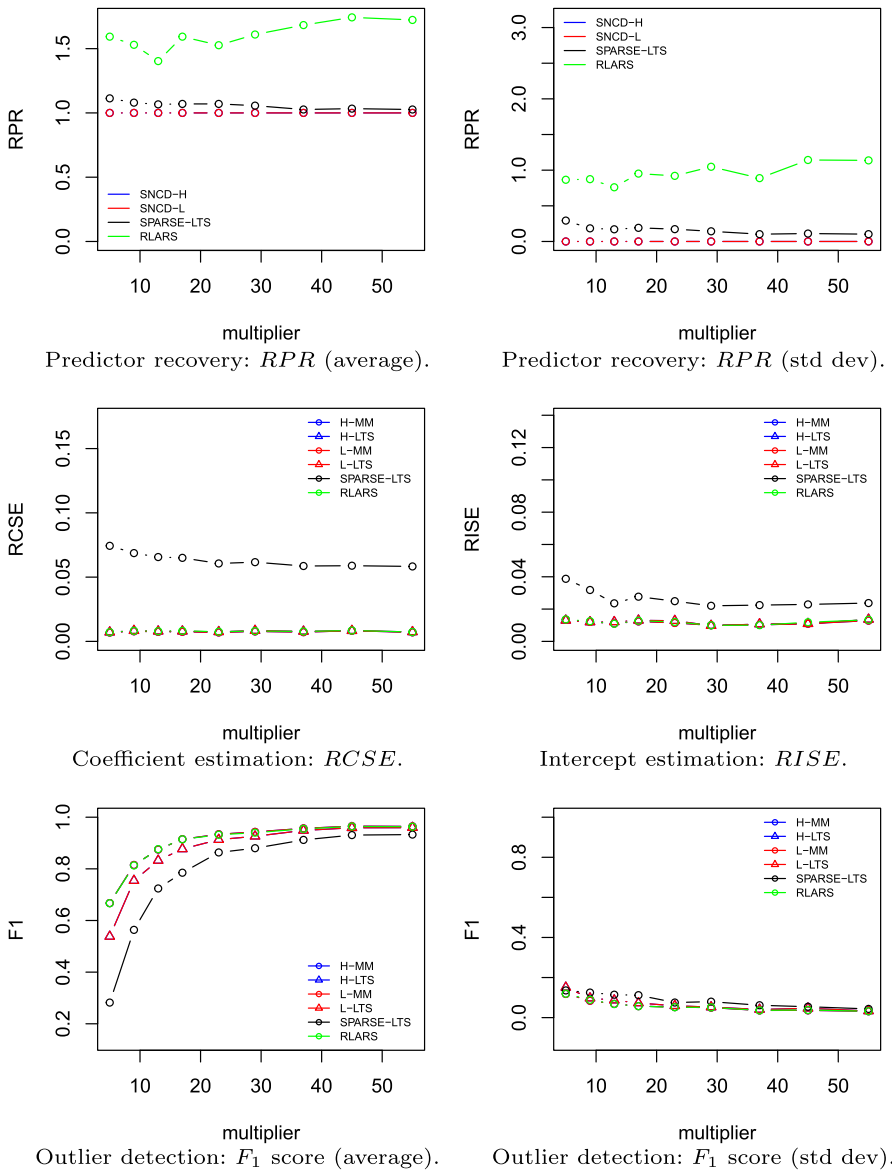 RPR
0.0 0.5 1.0 1.5
SNCD−H
SNCD−L
SPARSE−LTS
RLARS
10 20 30 40 50
multiplier
Predictor recovery: RPR (average).
RPR
0.0 1.0 2.0 3.0
SNCD−H
SNCD−L
SPARSE−LTS
RLARS
10 20 30 40 50
multiplier
Predictor recovery: RPR (std dev).
RCSE
0.00 0.05 0.10 0.15
H−MM
H−LTS
L−MM
L−LTS
SPARSE−LTS
RLARS
10 20 30 40 50
multiplier
Coefficient estimation: RCSE.
RISE
0.00 0.04 0.08 0.12
H−MM
H−LTS
L−MM
L−LTS
SPARSE−LTS
RLARS
10 20 30 40 50
multiplier
Intercept estimation: RISE.
F1
0.2 0.4 0.6 0.8 1.0
H−MM
H−LTS
L−MM
L−LTS
SPARSE−LTS
RLARS
10 20 30 40 50
multiplier
Outlier detection: F₁ score (average).
F1
0.0 0.4 0.8
H−MM
H−LTS
L−MM
L−LTS
SPARSE−LTS
RLARS
10 20 30 40 50
multiplier
Outlier detection: F₁ score (std dev).